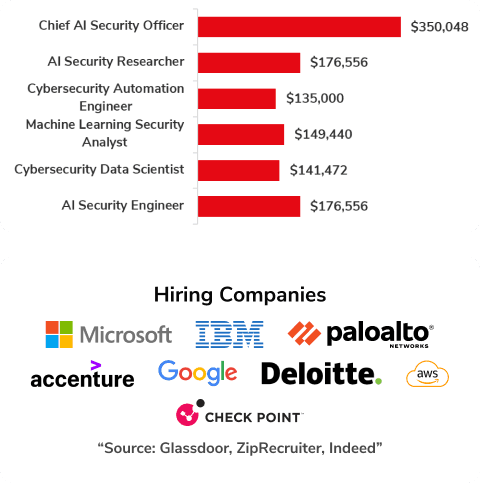 Chief AI Security Officer $350,048
AI Security Researcher $176,556
Cybersecurity Automation
Engineer $135,000
Machine Learning Security
Analyst $149,440
Cybersecurity Data Scientist $141,472
AI Security Engineer $176,556
Hiring Companies
Microsoft IBM paloalto®
NETWORKS
accenture Google Deloitte. aws
CHECK POINT™
“Source: Glassdoor, ZipRecruiter, Indeed”